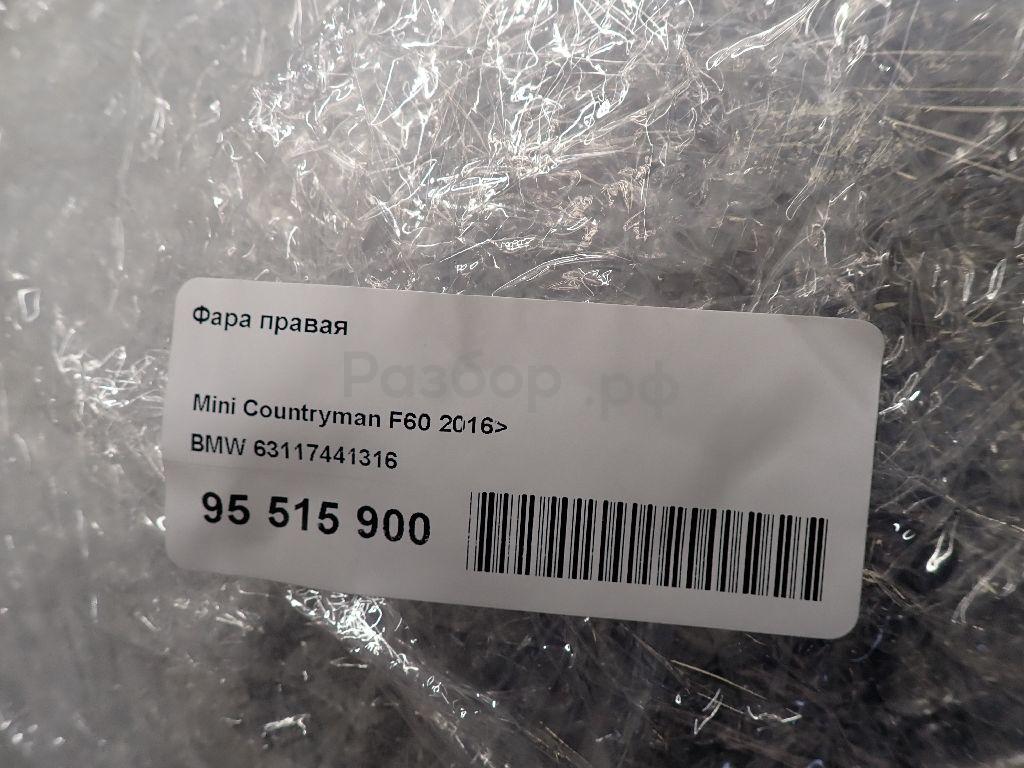 Фара правая
Разбор.рф
Mini Countryman F60 2016>
BMW 63117441316
95 515 900